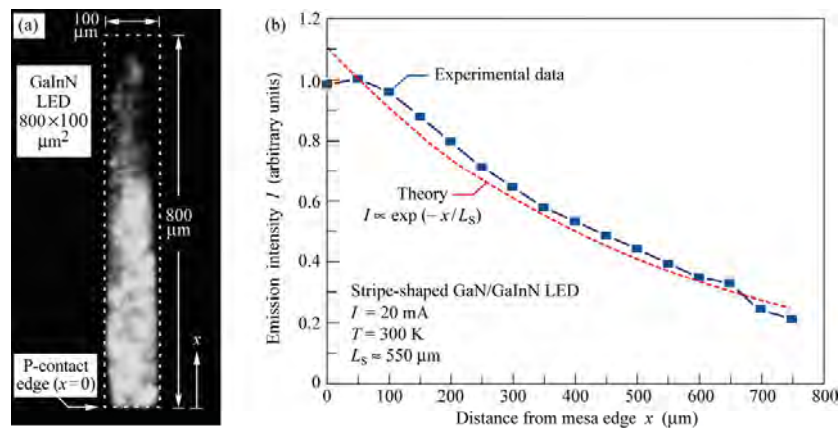 (a)
100
μm
GaInN
LED
800 × 100
μm²
800
μm
x
P-contact
edge (x = 0)
(b)
Emission intensity I (arbitrary units)
1.2
1.0
0.8
0.6
0.4
0.2
0
Experimental data
Theory
I ∝ exp (− x / L_S)
Stripe-shaped GaN/GaInN LED
I = 20 mA
T = 300 K
L_S ≈ 550 μm
0 100 200 300 400 500 600 700 800
Distance from mesa edge x (μm)